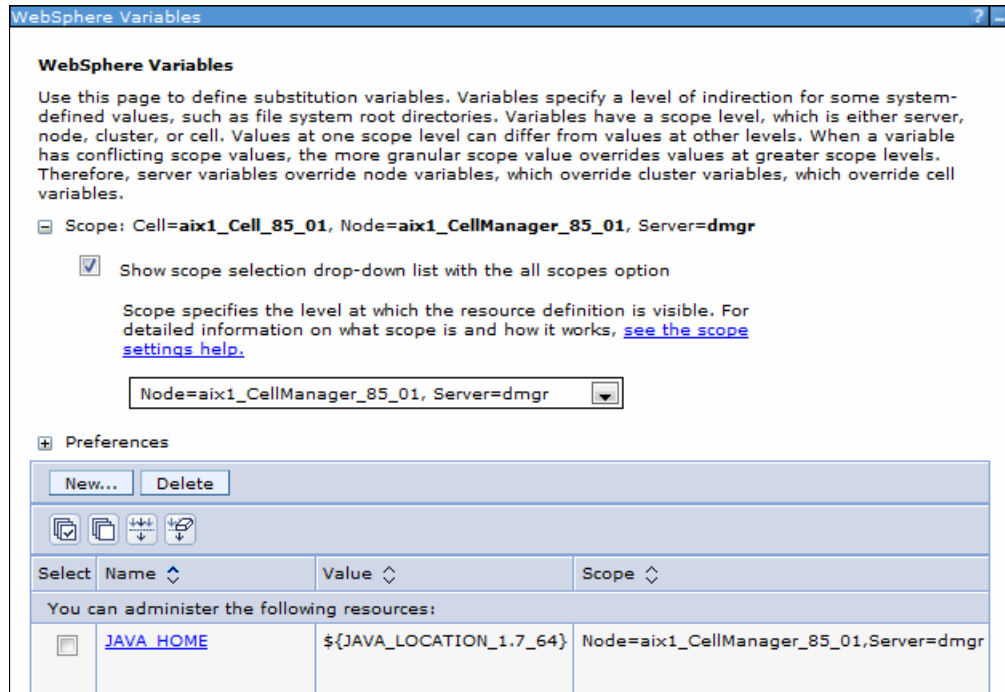 WebSphere Variables
?
WebSphere Variables
Use this page to define substitution variables. Variables specify a level of indirection for some system-
defined values, such as file system root directories. Variables have a scope level, which is either server,
node, cluster, or cell. Values at one scope level can differ from values at other levels. When a variable
has conflicting scope values, the more granular scope value overrides values at greater scope levels.
Therefore, server variables override node variables, which override cluster variables, which override cell
variables.
Scope: Cell=aix1_Cell_85_01, Node=aix1_CellManager_85_01, Server=dmgr
Show scope selection drop-down list with the all scopes option
Scope specifies the level at which the resource definition is visible. For
detailed information on what scope is and how it works, see the scope
settings help.
Node=aix1_CellManager_85_01, Server=dmgr
Preferences
New... Delete
Select Name Value Scope
You can administer the following resources:
JAVA_HOME ${JAVA_LOCATION_1.7_64} Node=aix1_CellManager_85_01,Server=dmgr